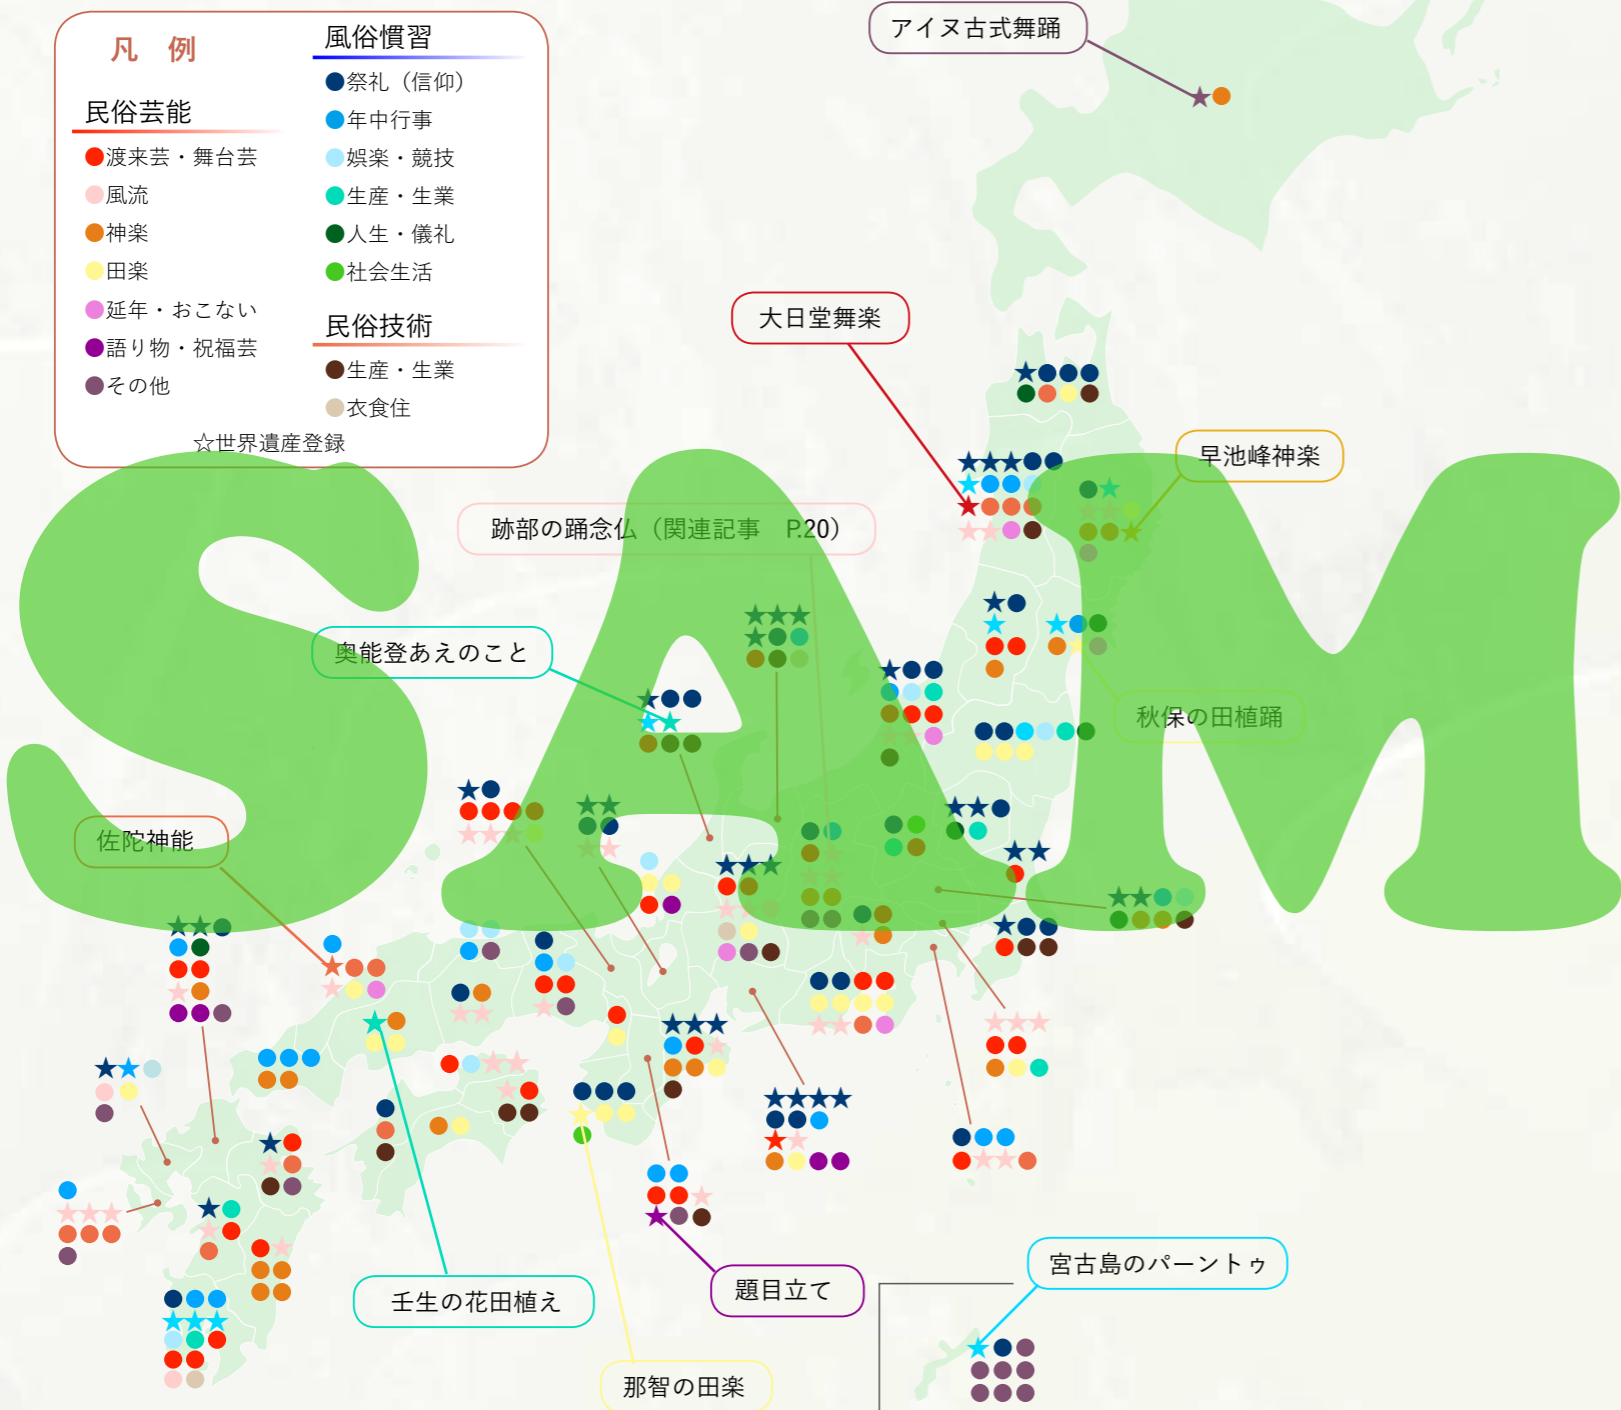 凡 例
民俗芸能
渡来芸・舞台芸
風流
神楽
田楽
延年・おこない
語り物・祝福芸
その他
風俗慣習
祭礼（信仰）
年中行事
娯楽・競技
生産・生業
人生・儀礼
社会生活
民俗技術
生産・生業
衣食住
☆世界遺産登録
アイヌ古式舞踊
大日堂舞楽
早池峰神楽
跡部の踊念仏（関連記事 P.20）
奥能登あえのこと
秋保の田植踊
佐陀神能
壬生の花田植え
題目立て
宮古島のパーントゥ
那智の田楽
SAM